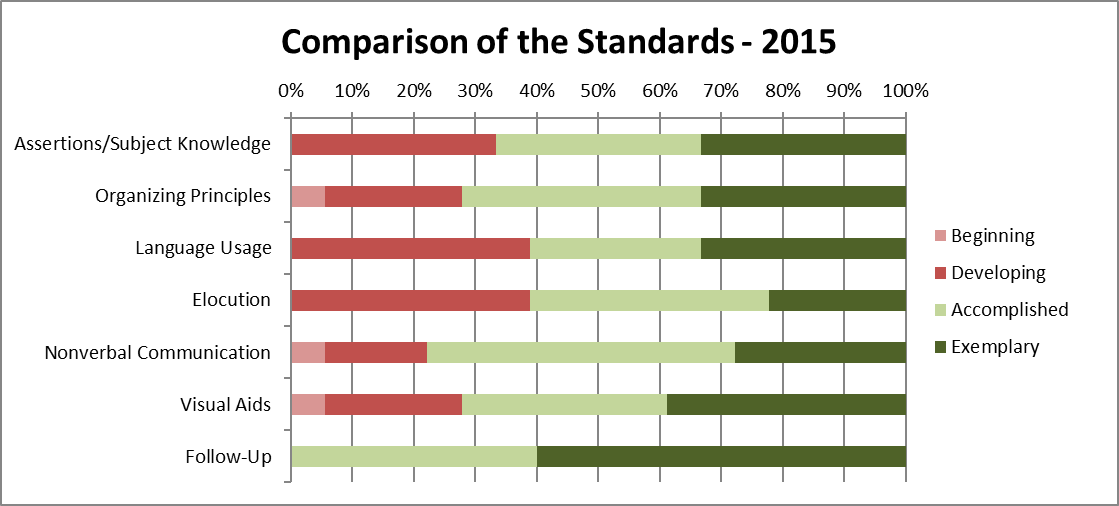 Comparison of the Standards - 2015
0% 10% 20% 30% 40% 50% 60% 70% 80% 90% 100%
Assertions/Subject Knowledge
Organizing Principles
Language Usage
Elocution
Nonverbal Communication
Visual Aids
Follow-Up
Beginning
Developing
Accomplished
Exemplary